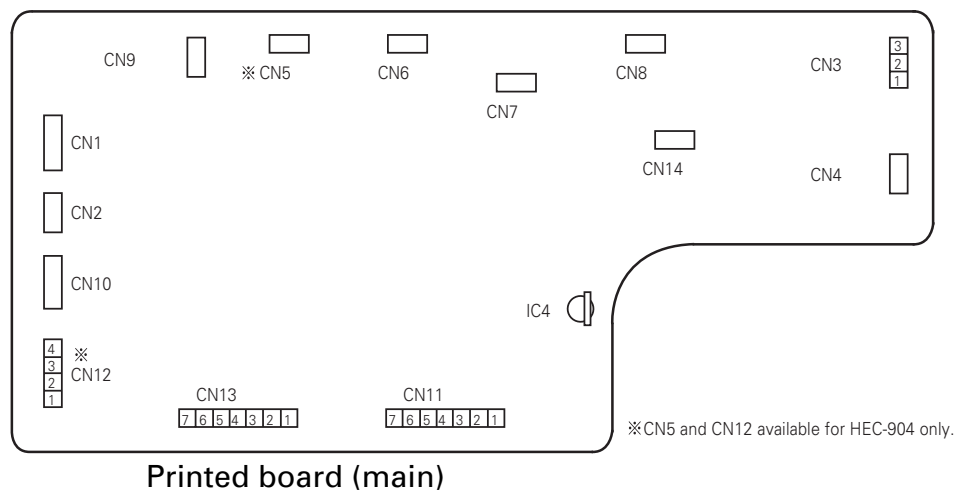 CN9
※ CN5
CN6
CN7
CN8
CN3
3
2
1
CN1
CN14
CN4
CN2
CN10
IC4
4
3
2
1
※
CN12
CN13
7 6 5 4 3 2 1
CN11
7 6 5 4 3 2 1
※CN5 and CN12 available for HEC-904 only.
Printed board (main)